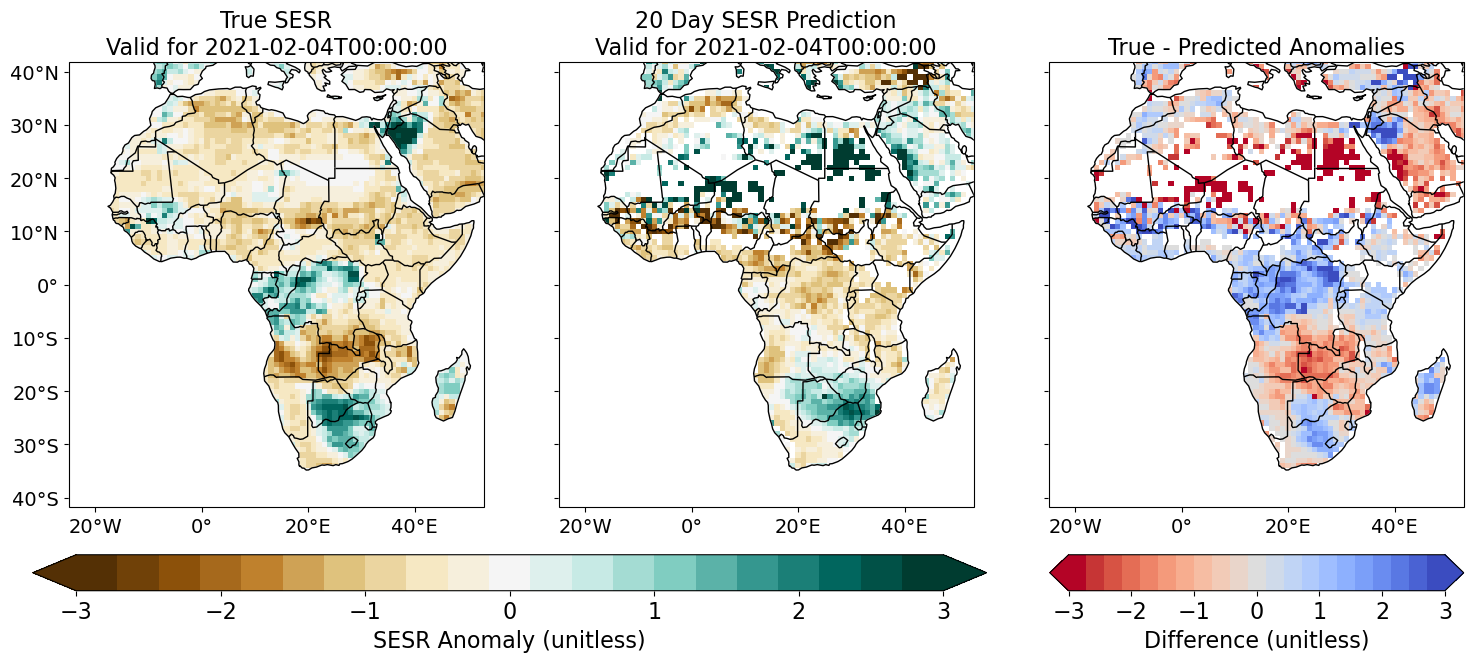 True SESR
Valid for 2021-02-04T00:00:00
20 Day SESR Prediction
Valid for 2021-02-04T00:00:00
True - Predicted Anomalies
40°N
30°N
20°N
10°N
0°
10°S
20°S
30°S
40°S
20°W 0° 20°E 40°E
20°W 0° 20°E 40°E
20°W 0° 20°E 40°E
−3 −2 −1 0 1 2 3
SESR Anomaly (unitless)
−3 −2 −1 0 1 2 3
Difference (unitless)